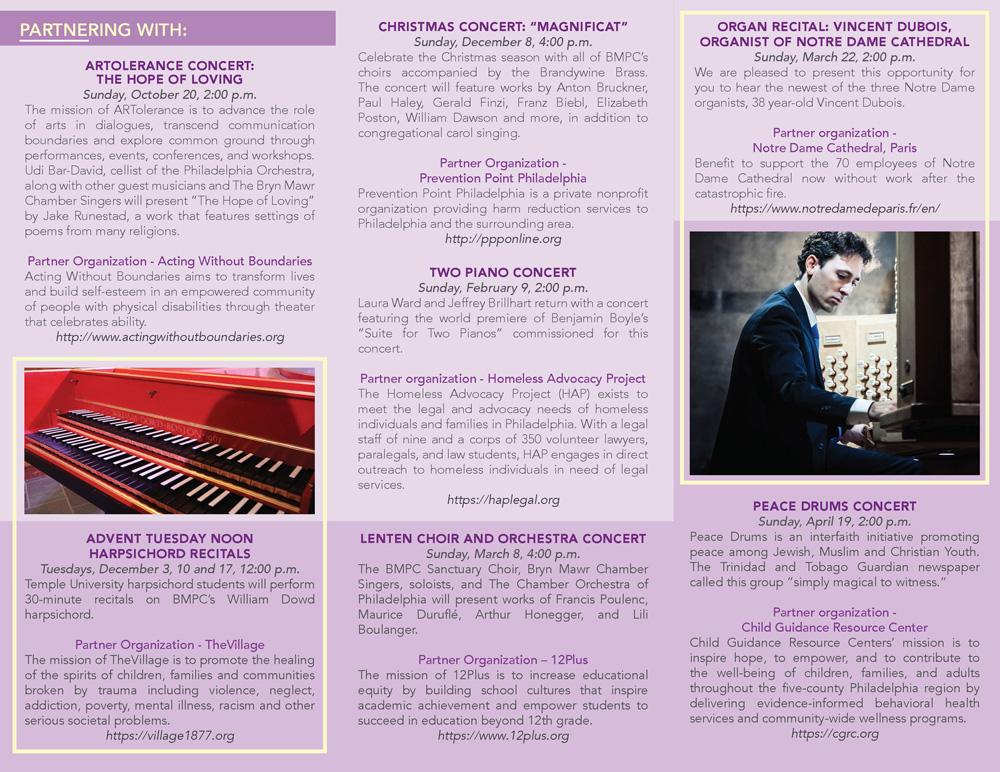 PARTNERING WITH:
ARTOLERANCE CONCERT:
THE HOPE OF LOVING
Sunday, October 20, 2:00 p.m.
The mission of ARTolerance is to advance the role
of arts in dialogues, transcend communication
boundaries and explore common ground through
performances, events, conferences, and workshops.
Udi Bar-David, cellist of the Philadelphia Orchestra,
along with other guest musicians and The Bryn Mawr
Chamber Singers will present “The Hope of Loving”
by Jake Runestad, a work that features settings of
poems from many religions.
Partner Organization - Acting Without Boundaries
Acting Without Boundaries aims to transform lives
and build self-esteem in an empowered community
of people with physical disabilities through theater
that celebrates ability.
http://www.actingwithoutboundaries.org
ADVENT TUESDAY NOON
HARPSICHORD RECITALS
Tuesdays, December 3, 10 and 17, 12:00 p.m.
Temple University harpsichord students will perform
30-minute recitals on BMPC’s William Dowd
harpsichord.
Partner Organization - TheVillage
The mission of TheVillage is to promote the healing
of the spirits of children, families and communities
broken by trauma including violence, neglect,
addiction, poverty, mental illness, racism and other
serious societal problems.
https://village1877.org
CHRISTMAS CONCERT: “MAGNIFICAT”
Sunday, December 8, 4:00 p.m.
Celebrate the Christmas season with all of BMPC’s
choirs accompanied by the Brandywine Brass.
The concert will feature works by Anton Bruckner,
Paul Haley, Gerald Finzi, Franz Biebl, Elizabeth
Poston, William Dawson and more, in addition to
congregational carol singing.
Partner Organization -
Prevention Point Philadelphia
Prevention Point Philadelphia is a private nonprofit
organization providing harm reduction services to
Philadelphia and the surrounding area.
http://ppponline.org
TWO PIANO CONCERT
Sunday, February 9, 2:00 p.m.
Laura Ward and Jeffrey Brillhart return with a concert
featuring the world premiere of Benjamin Boyle’s
“Suite for Two Pianos” commissioned for this
concert.
Partner organization - Homeless Advocacy Project
The Homeless Advocacy Project (HAP) exists to
meet the legal and advocacy needs of homeless
individuals and families in Philadelphia. With a legal
staff of nine and a corps of 350 volunteer lawyers,
paralegals, and law students, HAP engages in direct
outreach to homeless individuals in need of legal
services.
https://haplegal.org
LENTEN CHOIR AND ORCHESTRA CONCERT
Sunday, March 8, 4:00 p.m.
The BMPC Sanctuary Choir, Bryn Mawr Chamber
Singers, soloists, and The Chamber Orchestra of
Philadelphia will present works of Francis Poulenc,
Maurice Duruflé, Arthur Honegger, and Lili
Boulanger.
Partner Organization – 12Plus
The mission of 12Plus is to increase educational
equity by building school cultures that inspire
academic achievement and empower students to
succeed in education beyond 12th grade.
https://www.12plus.org
ORGAN RECITAL: VINCENT DUBOIS,
ORGANIST OF NOTRE DAME CATHEDRAL
Sunday, March 22, 2:00 p.m.
We are pleased to present this opportunity for
you to hear the newest of the three Notre Dame
organists, 38 year-old Vincent Dubois.
Partner organization -
Notre Dame Cathedral, Paris
Benefit to support the 70 employees of Notre
Dame Cathedral now without work after the
catastrophic fire.
https://www.notredamedeparis.fr/en/
PEACE DRUMS CONCERT
Sunday, April 19, 2:00 p.m.
Peace Drums is an interfaith initiative promoting
peace among Jewish, Muslim and Christian Youth.
The Trinidad and Tobago Guardian newspaper
called this group “simply magical to witness.”
Partner organization -
Child Guidance Resource Center
Child Guidance Resource Centers’ mission is to
inspire hope, to empower, and to contribute to
the well-being of children, families, and adults
throughout the five-county Philadelphia region by
delivering evidence-informed behavioral health
services and community-wide wellness programs.
https://cgrc.org